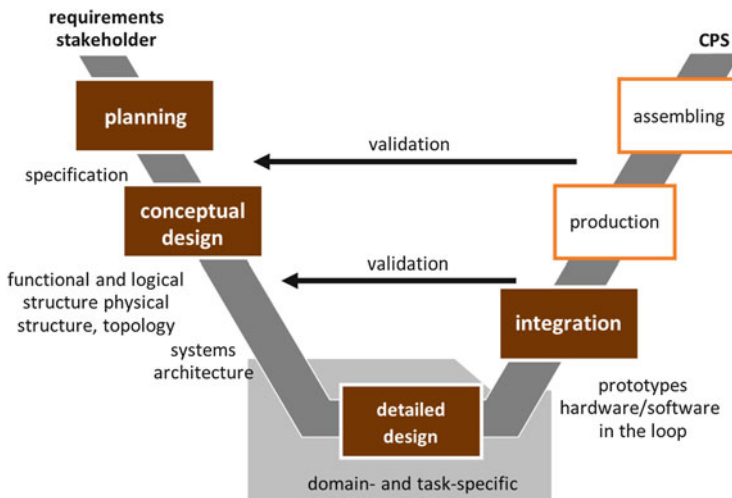 requirements
stakeholder
CPS
planning
assembling
validation
specification
conceptual
design
production
functional and logical
structure physical
structure, topology
validation
integration
systems
architecture
prototypes
hardware/software
in the loop
detailed
design
domain- and task-specific